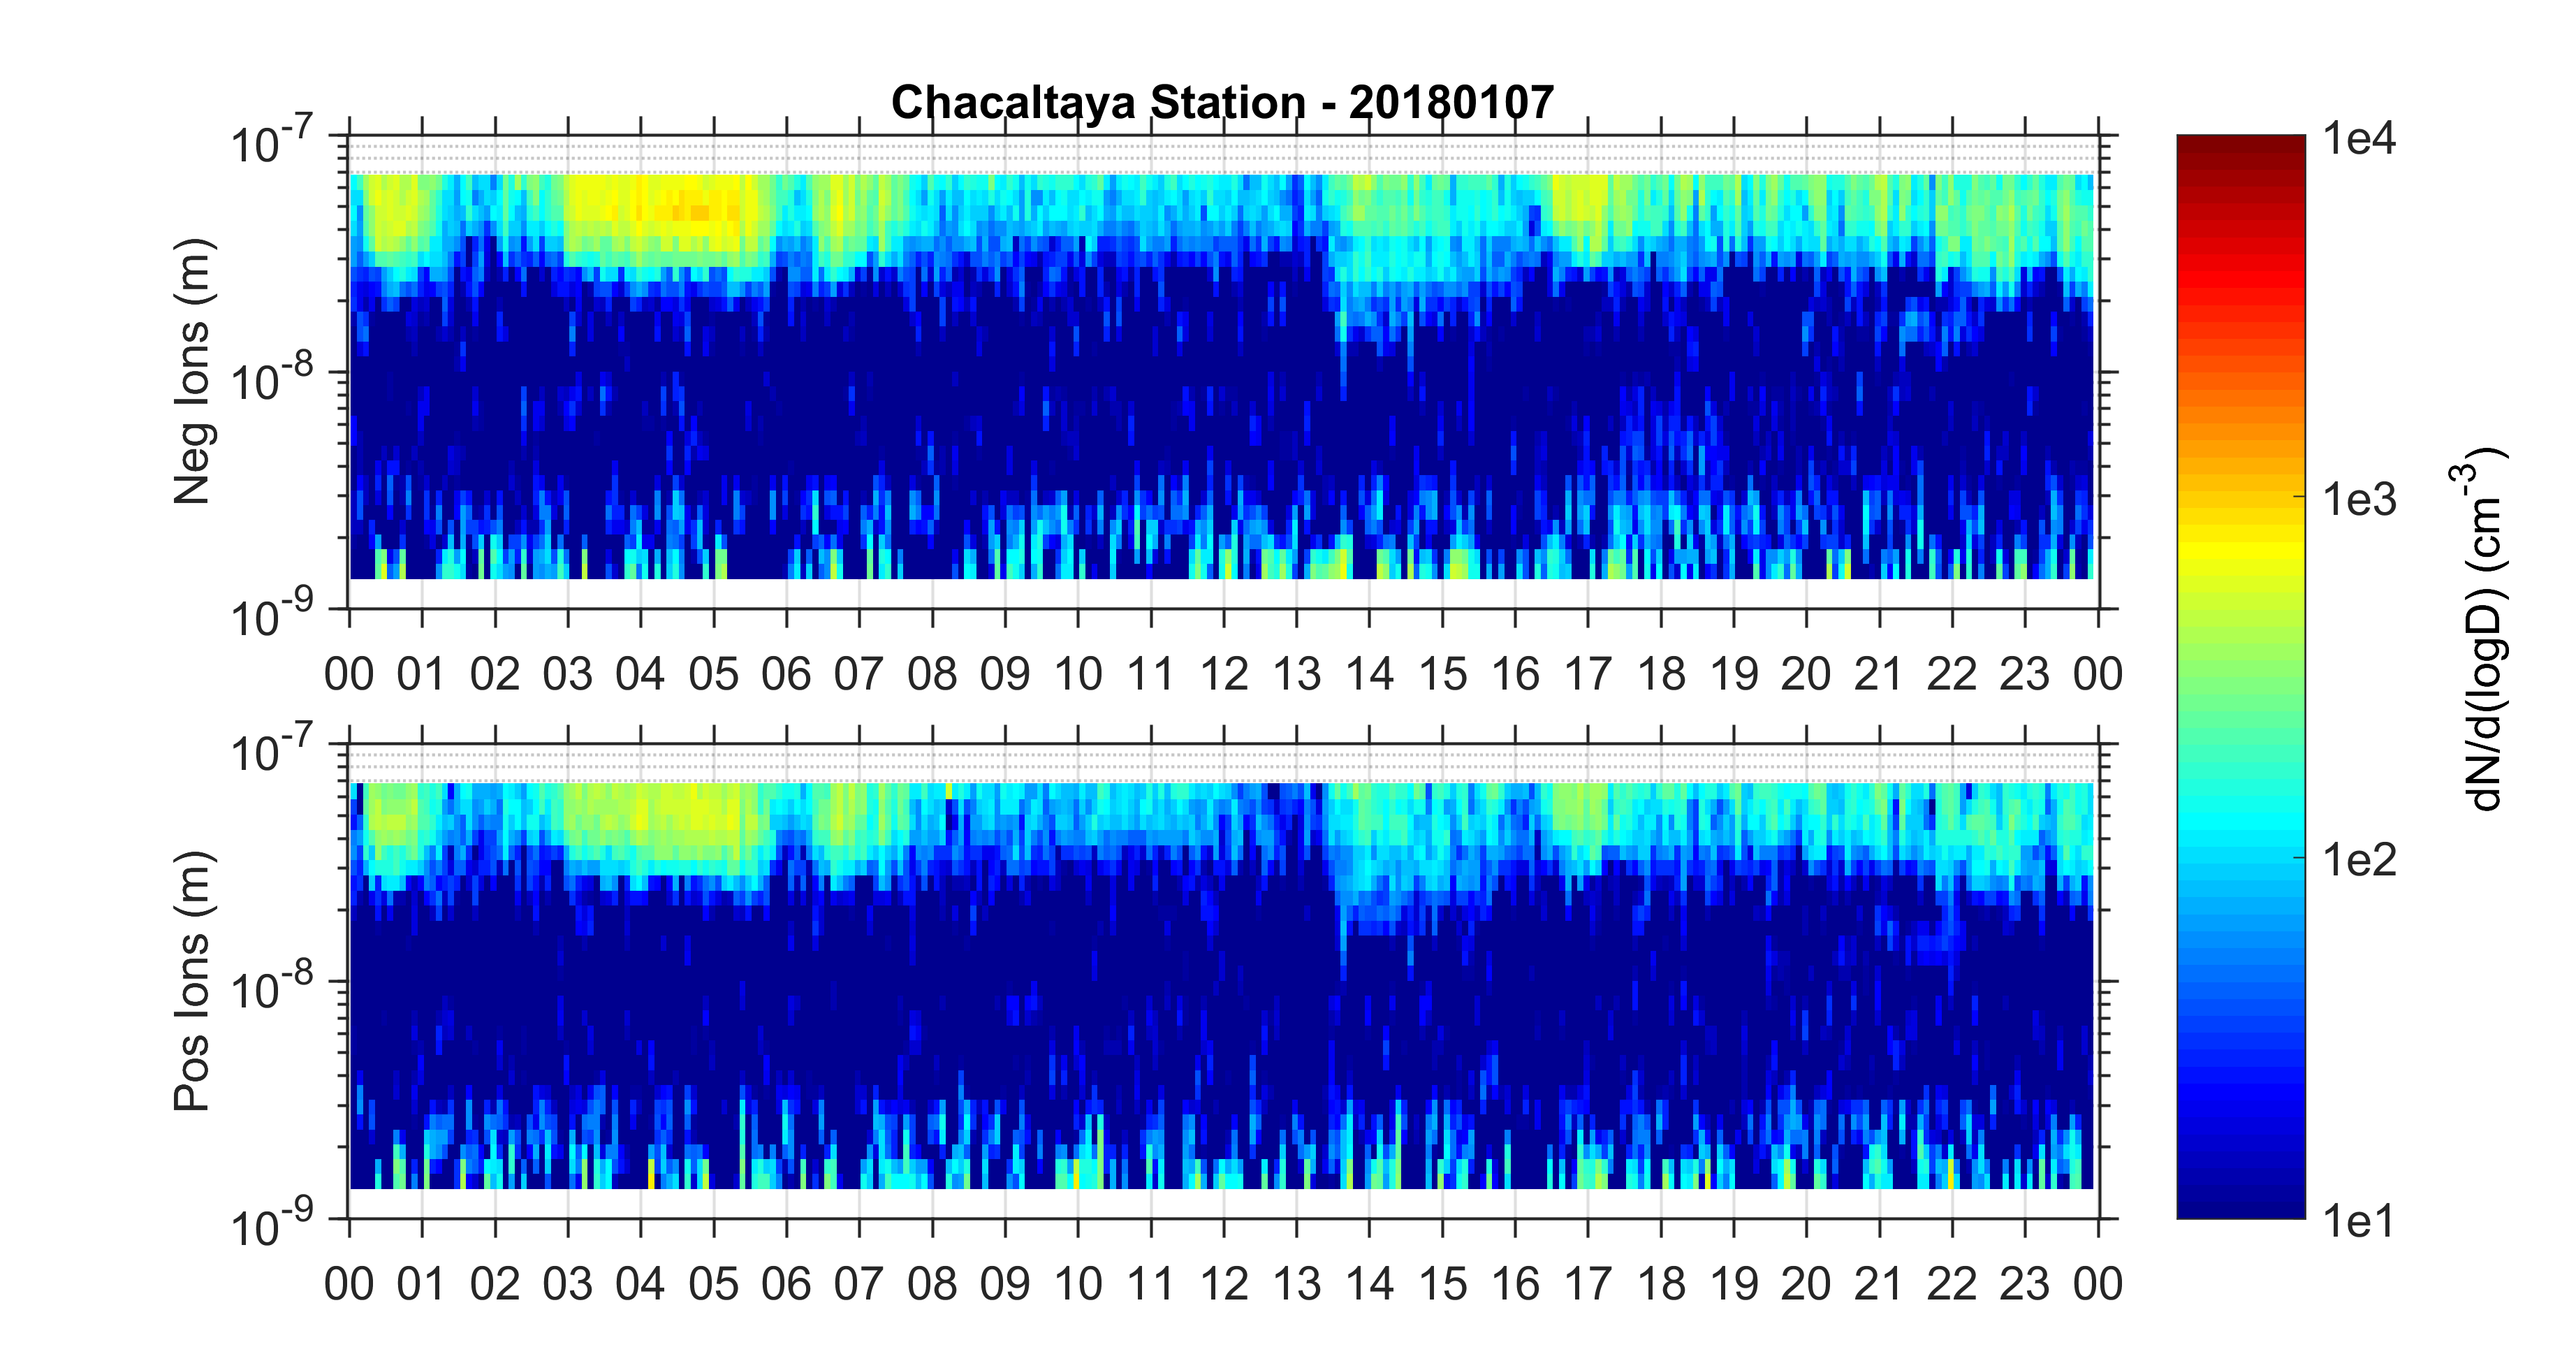 Chacaltaya Station - 20180107
10-7
10-8
10-9
Neg Ions (m)
00 01 02 03 04 05 06 07 08 09 10 11 12 13 14 15 16 17 18 19 20 21 22 23 00
10-7
10-8
10-9
Pos Ions (m)
00 01 02 03 04 05 06 07 08 09 10 11 12 13 14 15 16 17 18 19 20 21 22 23 00
1e4
1e3
1e2
1e1
dN/d(logD) (cm-3)